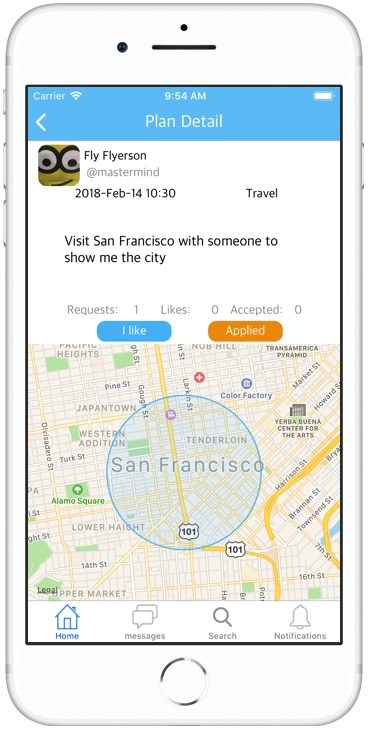 Carrier 9:54 AM
Plan Detail
Fly Flyerson
@mastermind
2018-Feb-14 10:30 Travel
Visit San Francisco with someone to
show me the city
Requests: 1 Likes: 0 Accepted: 0
I like Applied
PACIFIC
HEIGHTS
NOB HILL
TRANSAMERICA
PYRAMID
Market St
Pine St
Gough St
Larkin St
Color Factory
Howard St
JAPANTOWN
YERBA BUENA
CENTER FOR
THE ARTS
Divisadero St
WESTERN
ADDITION
TENDERLOIN
Turk St
San Francisco
Harrison St
Alamo Square
Brannan St
Townsend St
LOWER HAIGHT
101
101
7th St
14th St
16th St
Legal
UPPER MARKET
Home messages Search Notifications